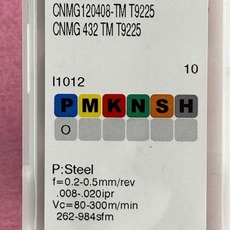 CNMG120408-TM T9225
CNMG 432 TM T9225
I1012 10
P M K N S H
O
P:Steel
f=0.2-0.5mm/rev
.008-.020ipr
Vc=80-300m/min
262-984sfm